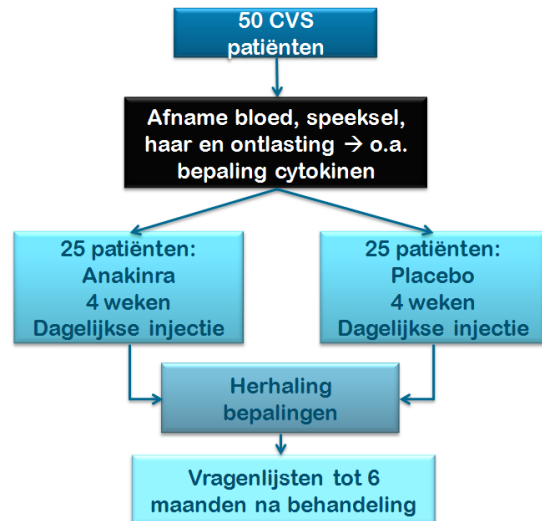 50 CVS
patiënten
Afname bloed, speeksel,
haar en ontlasting → o.a.
bepaling cytokinen
25 patiënten:
Anakinra
4 weken
Dagelijkse injectie
25 patiënten:
Placebo
4 weken
Dagelijkse injectie
Herhaling
bepalingen
Vragenlijsten tot 6
maanden na behandeling